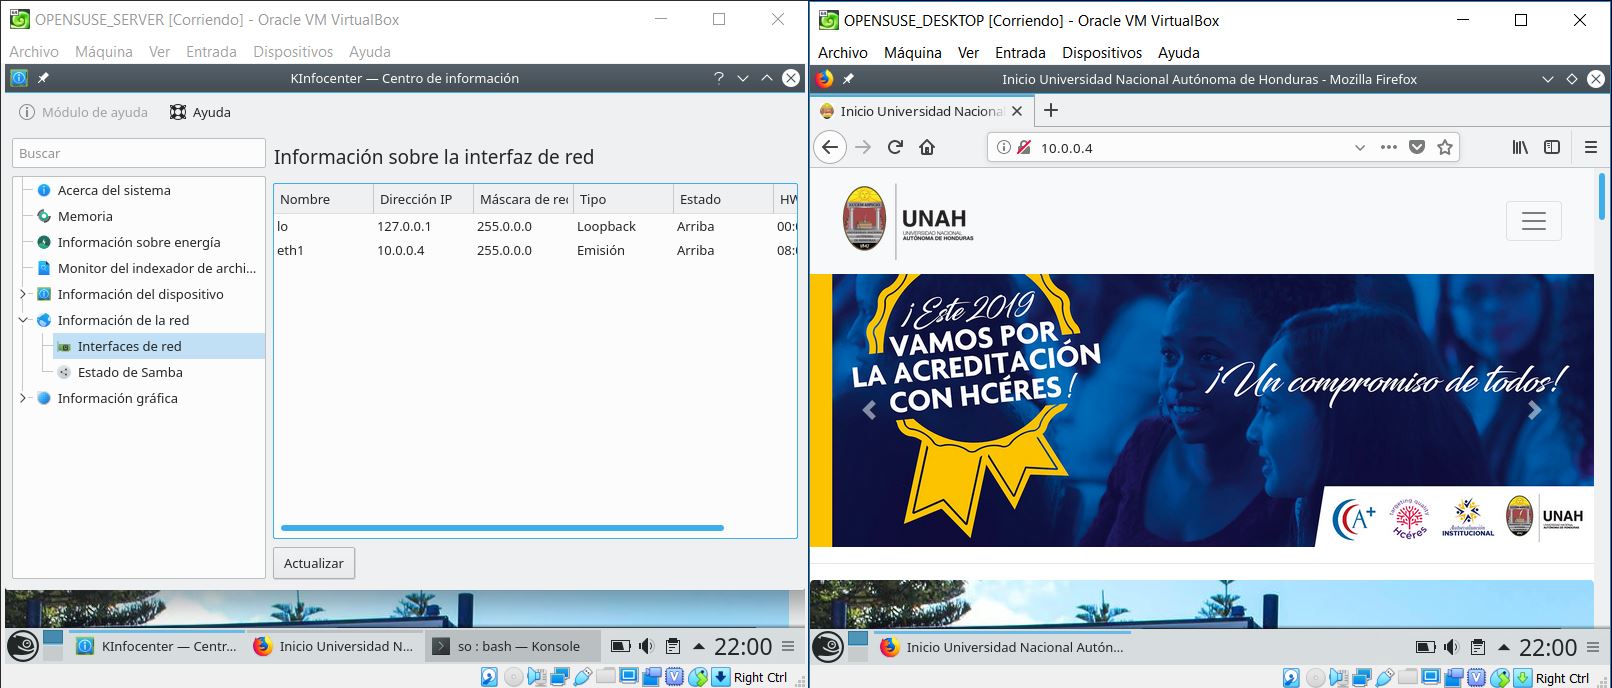 OPENSUSE_SERVER [Corriendo] - Oracle VM VirtualBox
Archivo Máquina Ver Entrada Dispositivos Ayuda
KInfocenter — Centro de información
Módulo de ayuda Ayuda
Buscar
Acerca del sistema
Memoria
Información sobre energía
Monitor del indexador de archi...
Información del dispositivo
Información de la red
Interfaces de red
Estado de Samba
Información gráfica
Información sobre la interfaz de red
Nombre Dirección IP Máscara de rec Tipo Estado HW
lo 127.0.0.1 255.0.0.0 Loopback Arriba 00:
eth1 10.0.0.4 255.0.0.0 Emisión Arriba 08:
Actualizar
KInfocenter — Centr... Inicio Universidad N... so : bash — Konsole 22:00
Right Ctrl
OPENSUSE_DESKTOP [Corriendo] - Oracle VM VirtualBox
Archivo Máquina Ver Entrada Dispositivos Ayuda
Inicio Universidad Nacional Autónoma de Honduras - Mozilla Firefox
Inicio Universidad Nacional
10.0.0.4
UNAH
UNIVERSIDAD NACIONAL
AUTÓNOMA DE HONDURAS
¡Este 2019
VAMOS POR
LA ACREDITACIÓN
CON HCÉRES!
¡Un compromiso de todos!
A+
targeting quality
Hcéres
Autoevaluación
INSTITUCIONAL
UNAH
Inicio Universidad Nacional Autón... 22:00
Right Ctrl